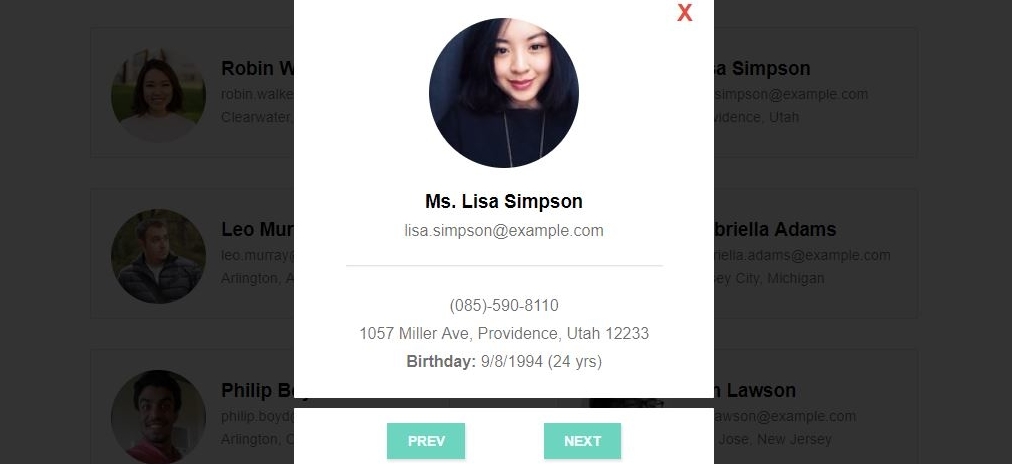 X
Robin W
robin.walke
Clearwater,
sa Simpson
simpson@example.com
vidence, Utah
Ms. Lisa Simpson
lisa.simpson@example.com
Leo Mur
leo.murray@
Arlington, A
briella Adams
riella.adams@example.com
sey City, Michigan
(085)-590-8110
1057 Miller Ave, Providence, Utah 12233
Birthday: 9/8/1994 (24 yrs)
Philip Bo
philip.boyd
Arlington, C
n Lawson
awson@example.com
Jose, New Jersey
PREV
NEXT